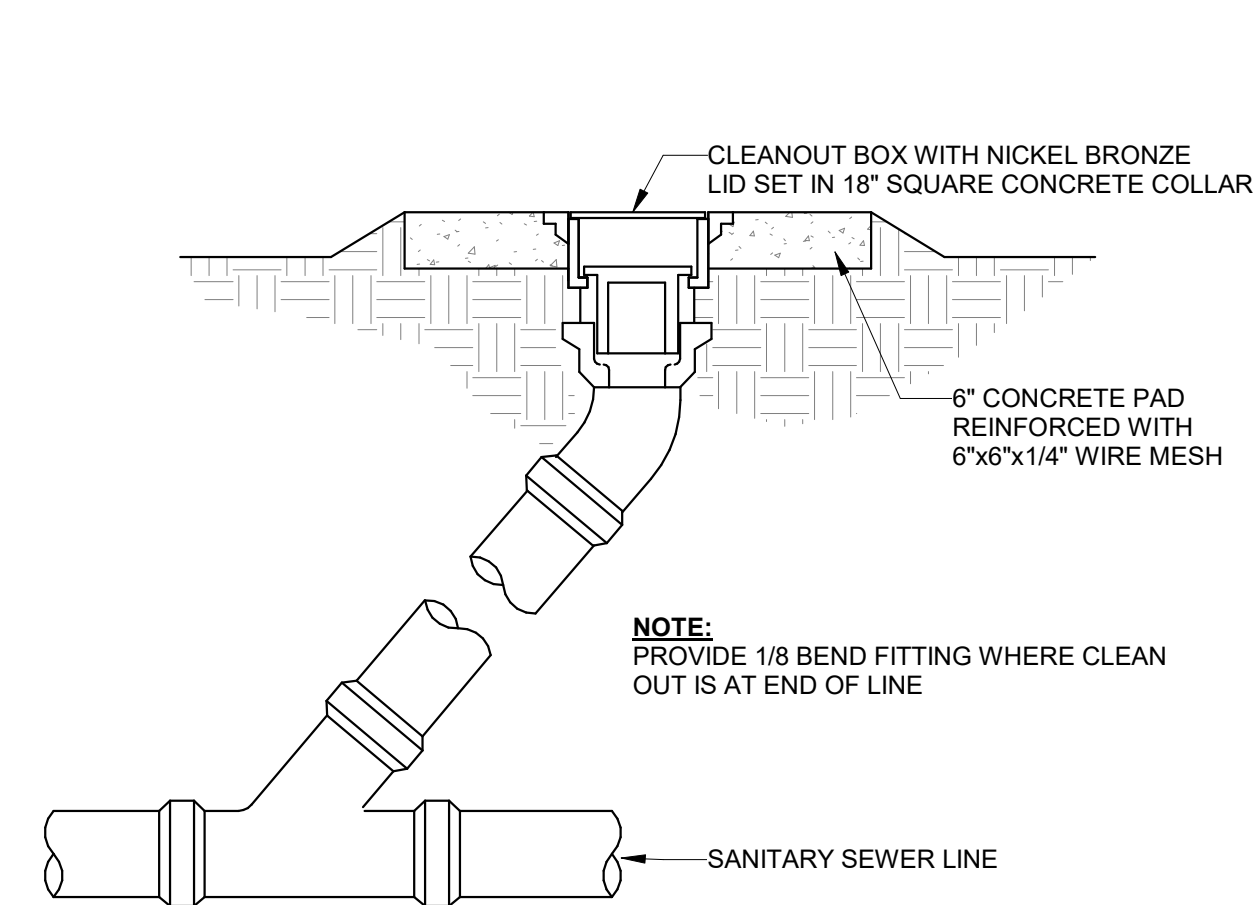 CLEANOUT BOX WITH NICKEL BRONZE
LID SET IN 18" SQUARE CONCRETE COLLAR
6" CONCRETE PAD
REINFORCED WITH
6"x6"x1/4" WIRE MESH
NOTE:
PROVIDE 1/8 BEND FITTING WHERE CLEAN
OUT IS AT END OF LINE
SANITARY SEWER LINE